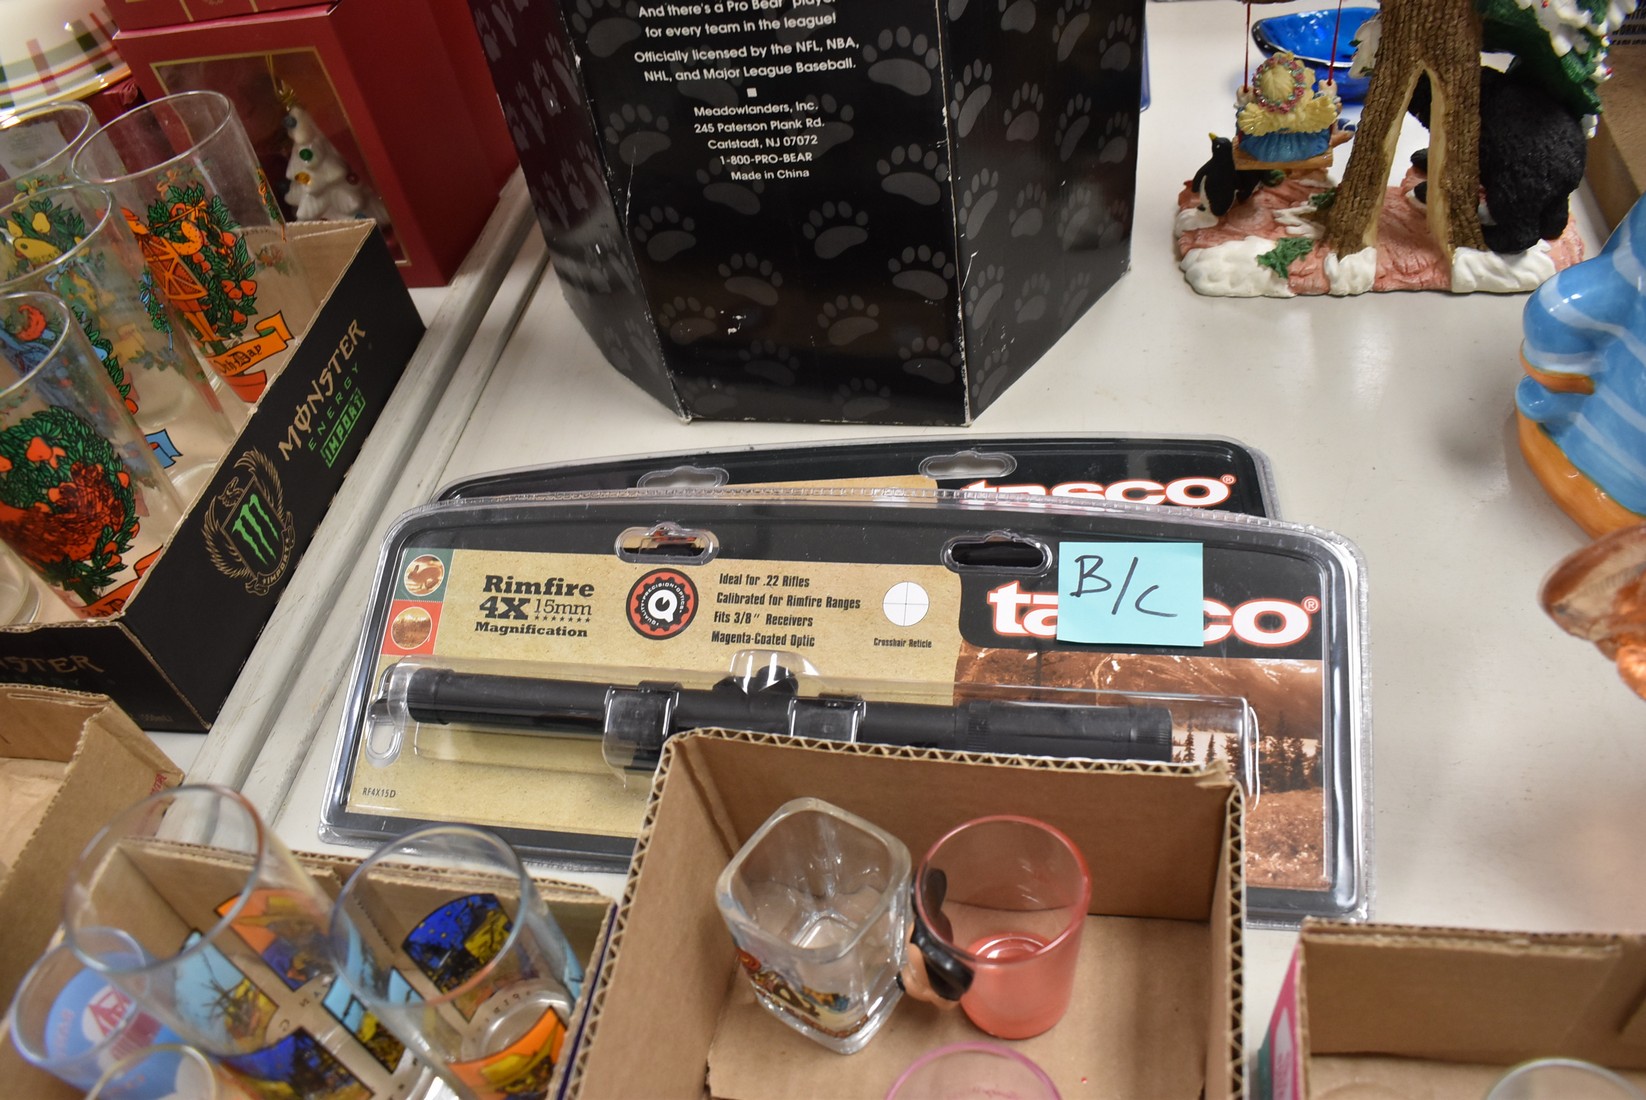 And there's a Pro Bear
for every team in the league!
Officially licensed by the NFL, NBA,
NHL, and Major League Baseball.
Meadowlanders, Inc.
245 Paterson Plank Rd.
Carlstadt, NJ 07072
1-800-PRO-BEAR
Made in China
MONSTER
ENERGY
IMPORT
tasco®
Rimfire
4X 15mm
Magnification
QUALITY PRECISION OPTICS
Ideal for .22 Rifles
Calibrated for Rimfire Ranges
Fits 3/8" Receivers
Magenta-Coated Optic
Crosshair Reticle
B/C
RF4X15D